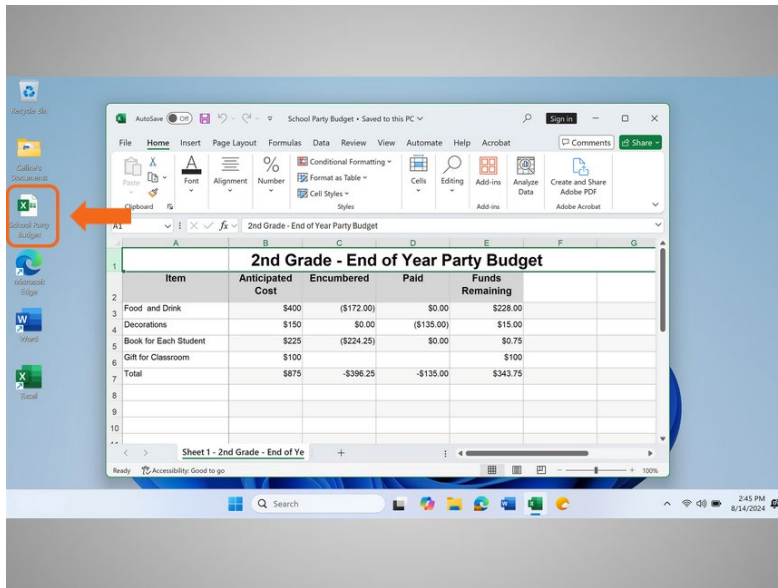 Recycle Bin
Celine's
Documents
School Party
Budget
Microsoft
Edge
Word
Excel
AutoSave Off School Party Budget • Saved to this PC Sign in
File Home Insert Page Layout Formulas Data Review View Automate Help Acrobat Comments Share
Paste Font Alignment Number Conditional Formatting Format as Table Cell Styles Cells Editing Add-ins Analyze Data Create and Share Adobe PDF
Clipboard Styles Add-ins Adobe Acrobat
A1 fx 2nd Grade - End of Year Party Budget
A B C D E F G
1 2nd Grade - End of Year Party Budget
2 Item Anticipated Cost Encumbered Paid Funds Remaining
3 Food and Drink $400 ($172.00) $0.00 $228.00
4 Decorations $150 $0.00 ($135.00) $15.00
5 Book for Each Student $225 ($224.25) $0.00 $0.75
6 Gift for Classroom $100 $100
7 Total $875 -$396.25 -$135.00 $343.75
8
9
10
Sheet 1 - 2nd Grade - End of Ye
Ready Accessibility: Good to go 100%
Search 2:45 PM
8/14/2024